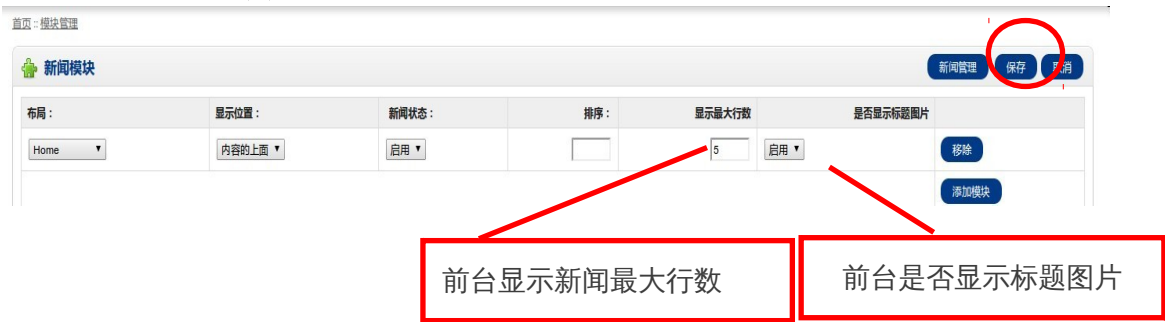 首页 :: 模块管理
新闻模块 新闻管理 保存 取消
布局： 显示位置： 新闻状态： 排序： 显示最大行数 是否显示标题图片
Home 内容的上面 启用 5 启用 移除
添加模块
前台显示新闻最大行数 前台是否显示标题图片